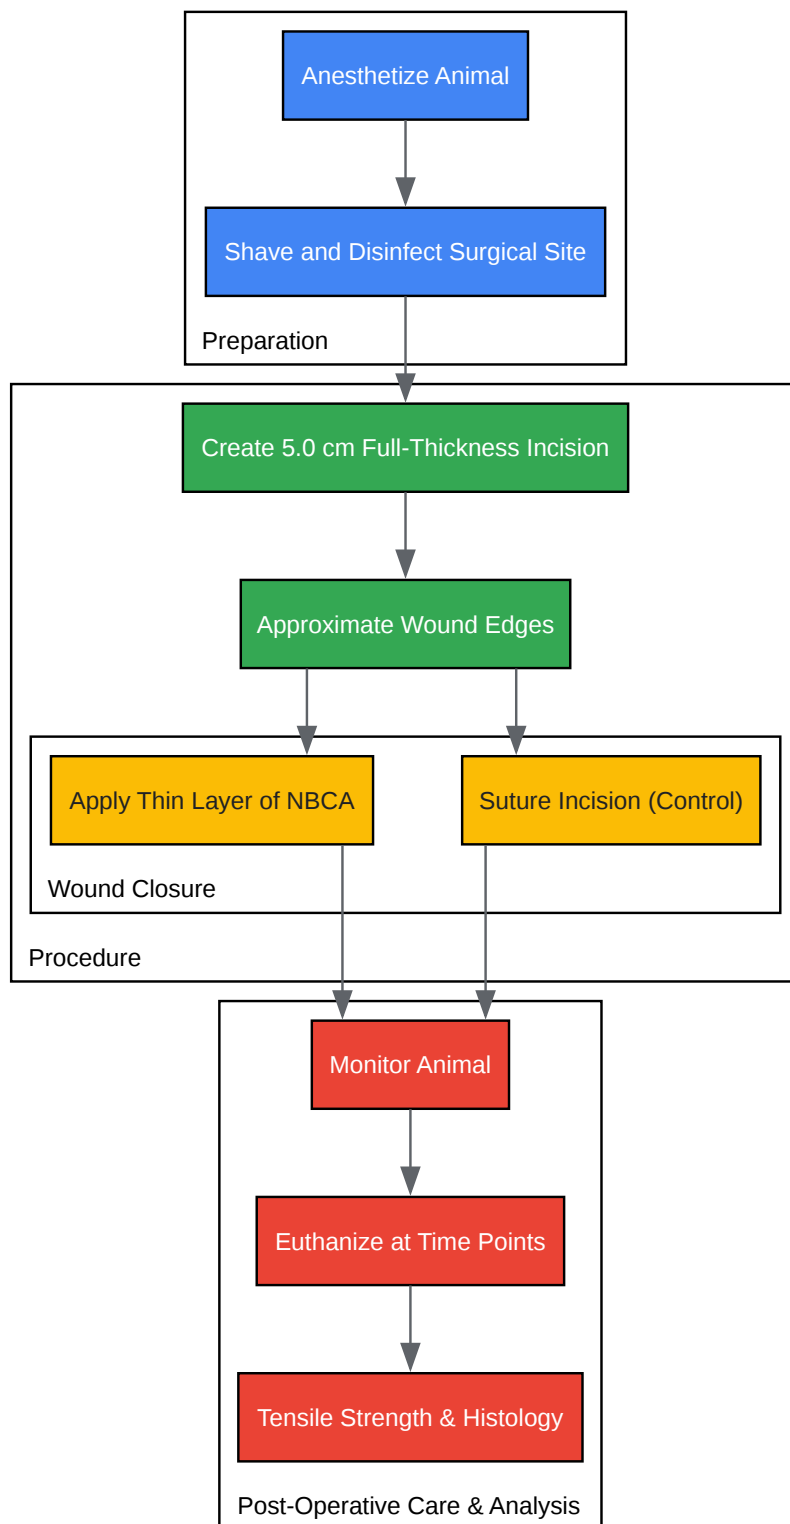 Anesthetize Animal
Shave and Disinfect Surgical Site
Preparation
Create 5.0 cm Full-Thickness Incision
Approximate Wound Edges
Apply Thin Layer of NBCA
Suture Incision (Control)
Wound Closure
Procedure
Monitor Animal
Euthanize at Time Points
Tensile Strength & Histology
Post-Operative Care & Analysis